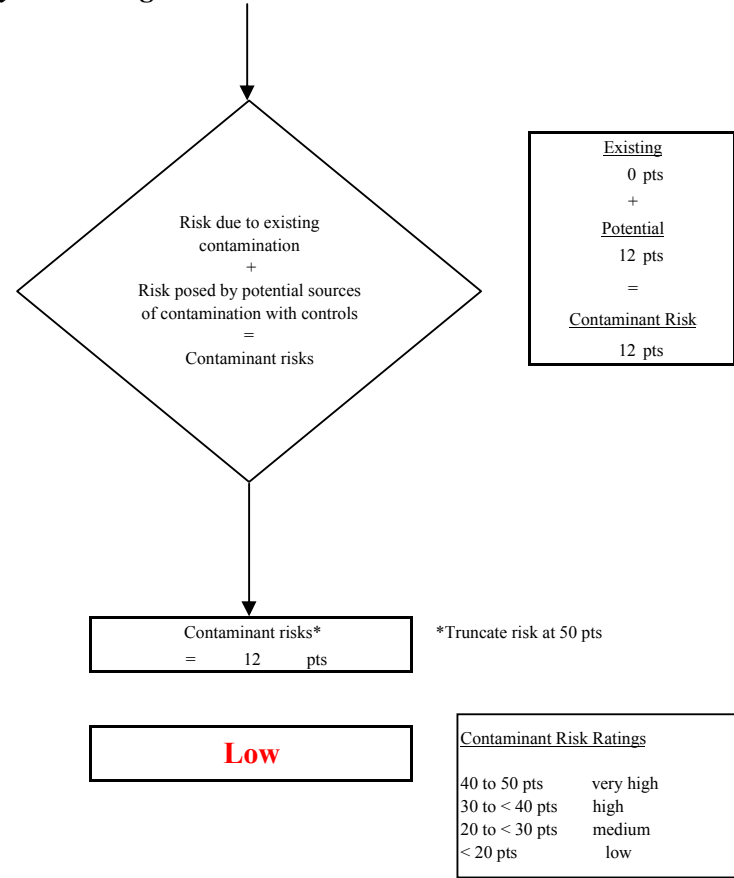 Risk due to existing
contamination
+
Risk posed by potential sources
of contamination with controls
=
Contaminant risks
Existing
0 pts
+
Potential
12 pts
=
Contaminant Risk
12 pts
Contaminant risks*
= 12 pts
*Truncate risk at 50 pts
Low
Contaminant Risk Ratings
40 to 50 pts very high
30 to < 40 pts high
20 to < 30 pts medium
< 20 pts low